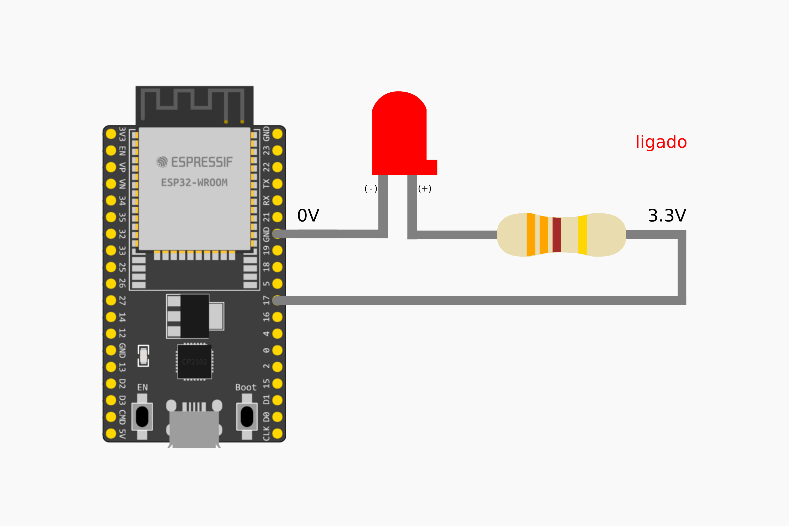 ESPRESSIF
ESP32-WROOM
3V3
EN
VP
VN
34
35
32
33
25
26
27
14
12
GND
13
D2
D3
CMD
5V
GND
23
22
TX
RX
21
GND
19
18
5
17
16
4
0
2
15
D1
D0
CLK
EN
Boot
0V
(-)
(+)
3.3V
ligado